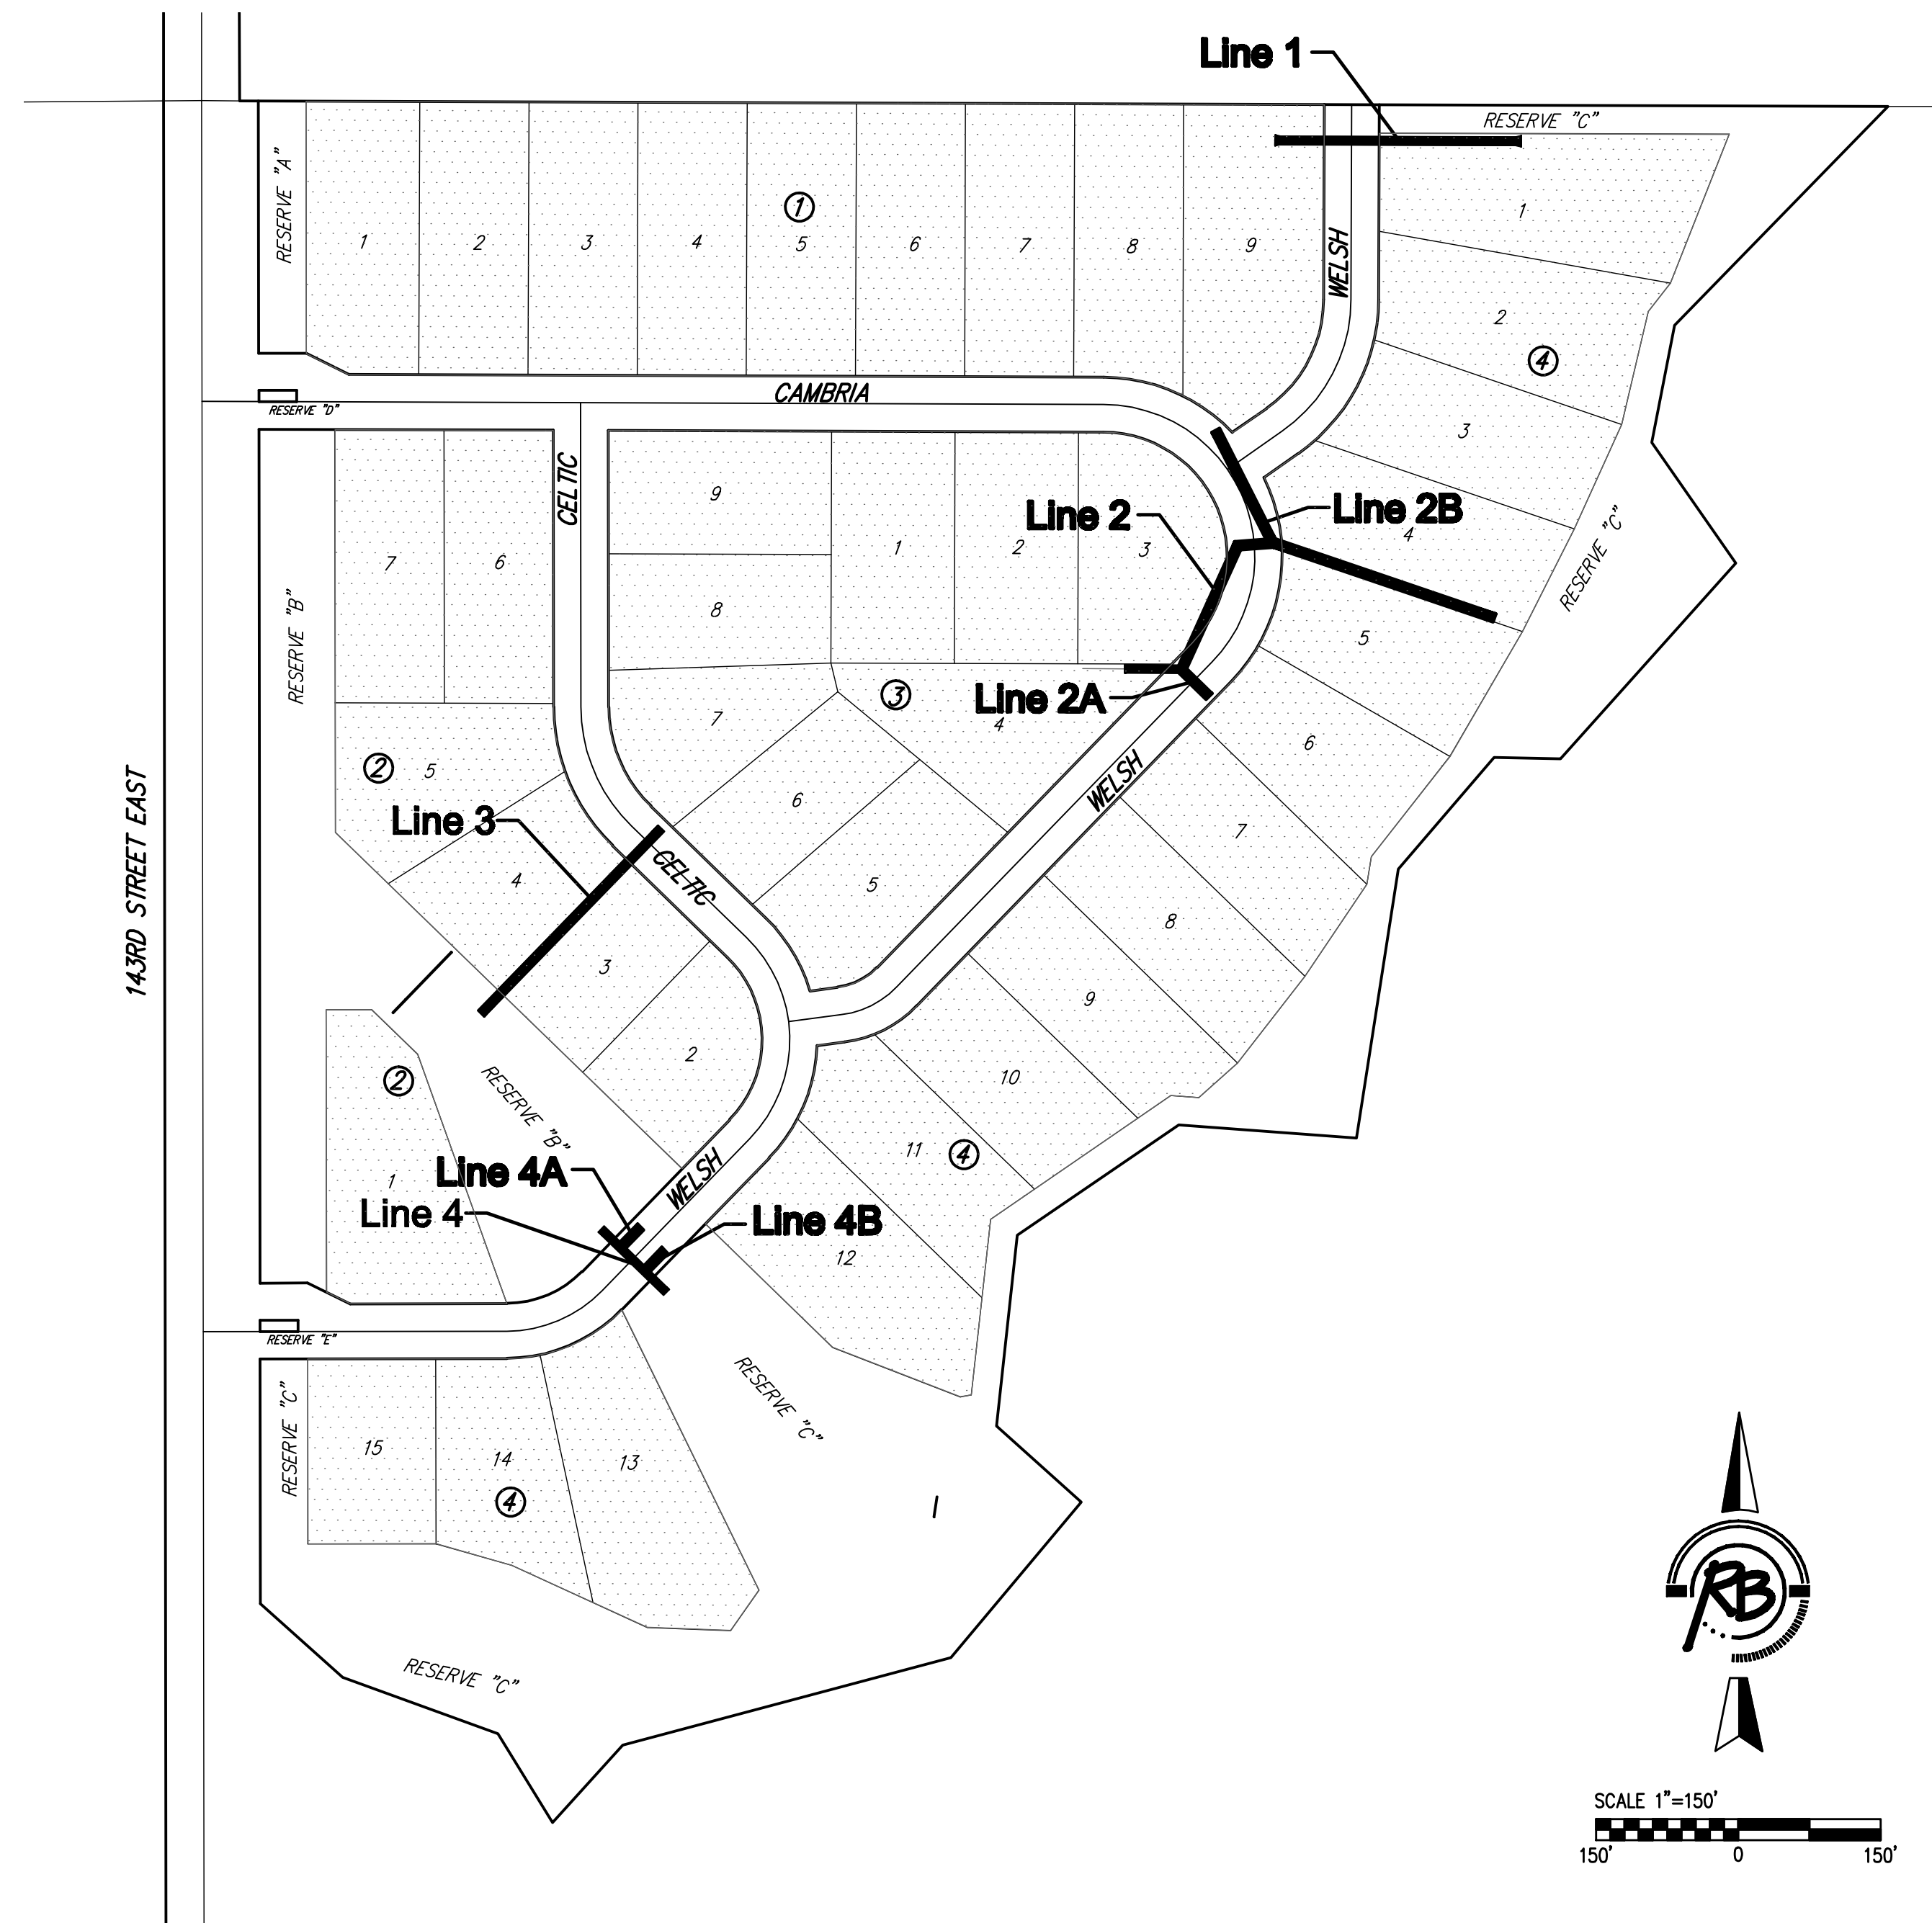 Line 1
RESERVE "C"
RESERVE "A"
1
1
2
3
4
5
6
7
8
9
WELSH
1
2
4
3
4
CAMBRIA
RESERVE "D"
CELTIC
9
1
2
3
Line 2
Line 2B
RESERVE "C"
7
6
8
RESERVE "B"
5
Line 2A
3
4
7
6
2
5
6
WELSH
7
Line 3
4
CELTIC
5
8
143RD STREET EAST
3
9
2
2
10
RESERVE "B"
11
4
1
Line 4A
WELSH
Line 4
Line 4B
12
RESERVE "E"
RESERVE "C"
RESERVE "C"
15
14
13
4
RB
RESERVE "C"
SCALE 1"=150'
150'
0
150'